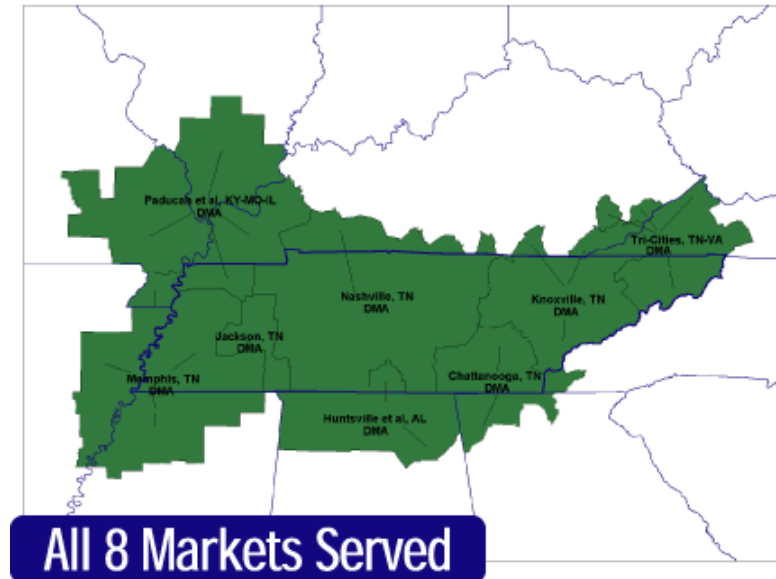 Paducah et al, KY-MO-IL
DMA
Tri-Cities, TN-VA
DMA
Nashville, TN
DMA
Knoxville, TN
DMA
Jackson, TN
DMA
Memphis, TN
DMA
Chattanooga, TN
DMA
Huntsville et al, AL
DMA
All 8 Markets Served